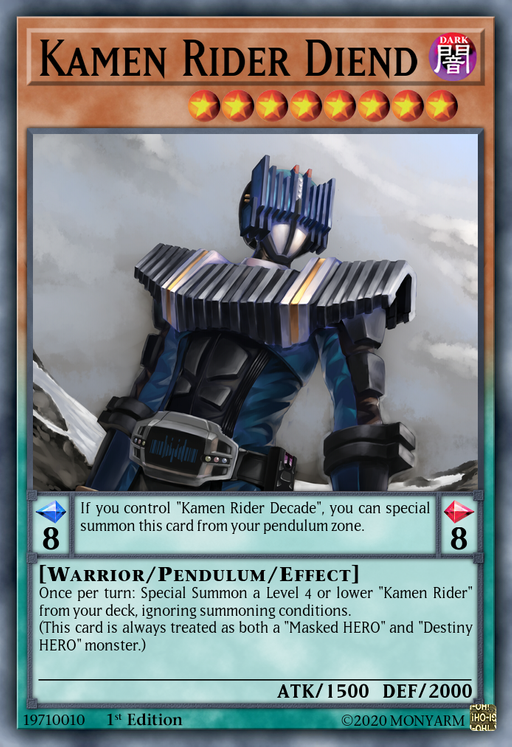 Kamen Rider Diend
DARK
闇
If you control "Kamen Rider Decade", you can special
summon this card from your pendulum zone.
8
8
[Warrior/Pendulum/Effect]
Once per turn: Special Summon a Level 4 or lower "Kamen Rider"
from your deck, ignoring summoning conditions.
(This card is always treated as both a "Masked HERO" and "Destiny
HERO" monster.)
ATK/1500 DEF/2000
19710010 1st Edition ©2020 MONYARM